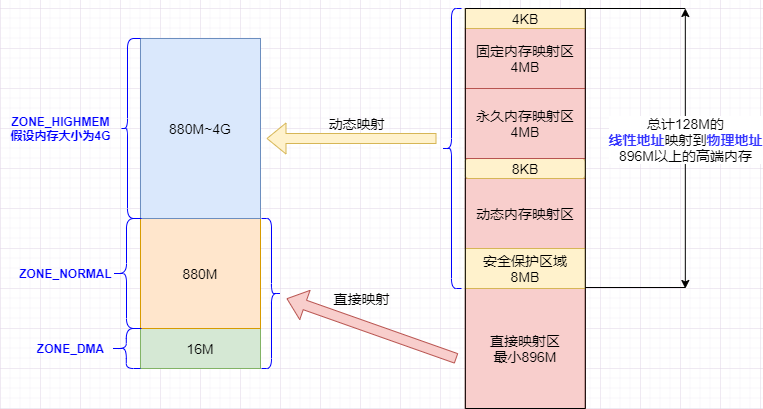 ZONE_HIGHMEM
假设内存大小为4G
880M~4G
ZONE_NORMAL
880M
ZONE_DMA
16M
动态映射
直接映射
4KB
固定内存映射区
4MB
永久内存映射区
4MB
8KB
动态内存映射区
安全保护区域
8MB
直接映射区
最小896M
总计128M的
线性地址映射到物理地址
896M以上的高端内存